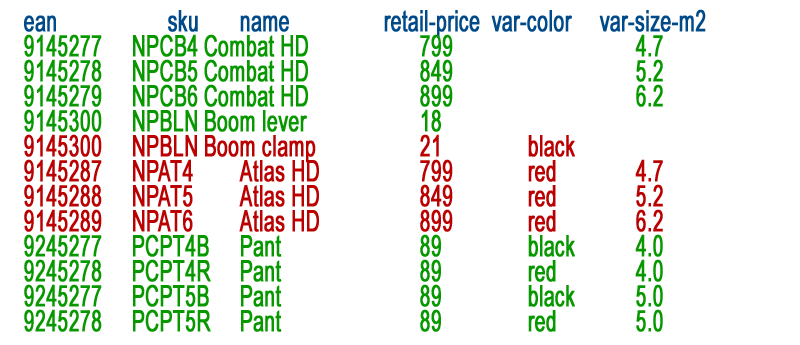 ean sku name retail-price var-color var-size-m2
9145277 NPCB4 Combat HD 799 4.7
9145278 NPCB5 Combat HD 849 5.2
9145279 NPCB6 Combat HD 899 6.2
9145300 NPBLN Boom lever 18
9145300 NPBLN Boom clamp 21 black
9145287 NPAT4 Atlas HD 799 red 4.7
9145288 NPAT5 Atlas HD 849 red 5.2
9145289 NPAT6 Atlas HD 899 red 6.2
9245277 PCPT4B Pant 89 black 4.0
9245278 PCPT4R Pant 89 red 4.0
9245277 PCPT5B Pant 89 black 5.0
9245278 PCPT5R Pant 89 red 5.0